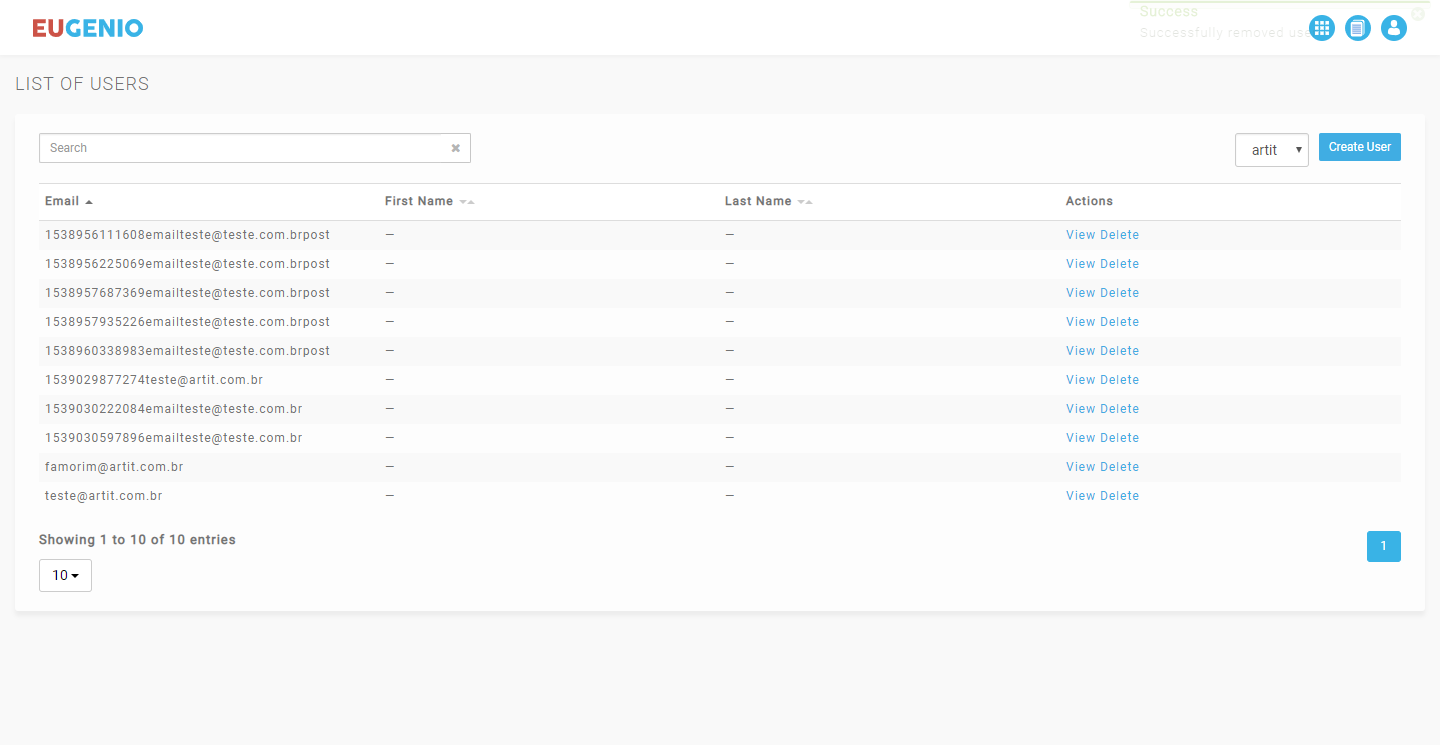 EUGENIO
Success
Successfully removed use
LIST OF USERS
Search
artit
Create User
Email First Name Last Name Actions
1538956111608emailteste@teste.com.brpost — — View Delete
1538956225069emailteste@teste.com.brpost — — View Delete
1538957687369emailteste@teste.com.brpost — — View Delete
1538957935226emailteste@teste.com.brpost — — View Delete
1538960338983emailteste@teste.com.brpost — — View Delete
1539029877274teste@artit.com.br — — View Delete
1539030222084emailteste@teste.com.br — — View Delete
1539030597896emailteste@teste.com.br — — View Delete
famorim@artit.com.br — — View Delete
teste@artit.com.br — — View Delete
Showing 1 to 10 of 10 entries
1
10